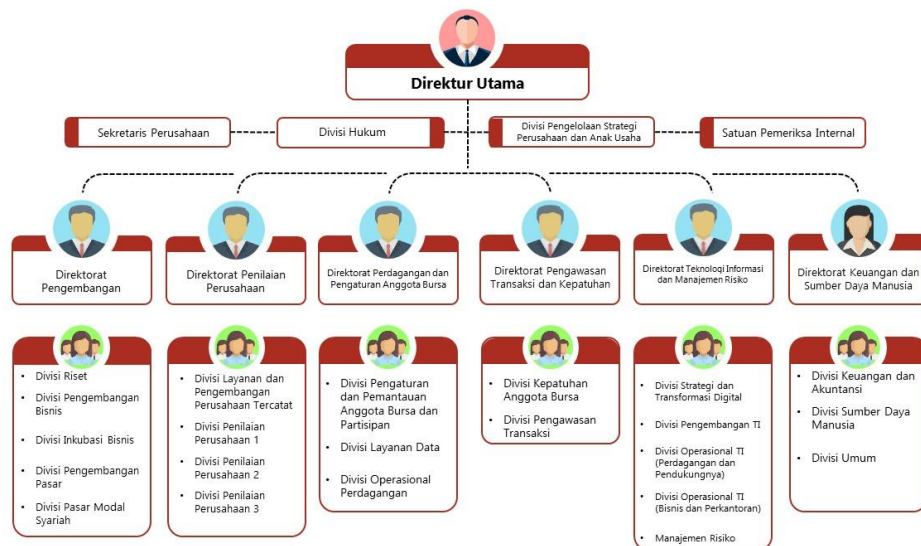 Direktur Utama
Sekretaris Perusahaan
Divisi Hukum
Divisi Pengelolaan Strategi
Perusahaan dan Anak Usaha
Satuan Pemeriksa Internal
Direktorat
Pengembangan
Direktorat Penilaian
Perusahaan
Direktorat Perdagangan dan
Pengaturan Anggota Bursa
Direktorat Pengawasan
Transaksi dan Kepatuhan
Direktorat Teknologi Informasi
dan Manajemen Risiko
Direktorat Keuangan dan
Sumber Daya Manusia
• Divisi Riset
• Divisi Pengembangan
Bisnis
• Divisi Inkubasi Bisnis
• Divisi Pengembangan
Pasar
• Divisi Pasar Modal
Syariah
• Divisi Layanan dan
Pengembangan
Perusahaan Tercatat
• Divisi Penilaian
Perusahaan 1
• Divisi Penilaian
Perusahaan 2
• Divisi Penilaian
Perusahaan 3
• Divisi Pengaturan
dan Pemantauan
Anggota Bursa dan
Partisipan
• Divisi Layanan Data
• Divisi Operasional
Perdagangan
• Divisi Kepatuhan
Anggota Bursa
• Divisi Pengawasan
Transaksi
• Divisi Strategi dan
Transformasi Digital
• Divisi Pengembangan TI
• Divisi Operasional TI
(Perdagangan dan
Pendukungnya)
• Divisi Operasional TI
(Bisnis dan Perkantoran)
• Manajemen Risiko
• Divisi Keuangan dan
Akuntansi
• Divisi Sumber Daya
Manusia
• Divisi Umum